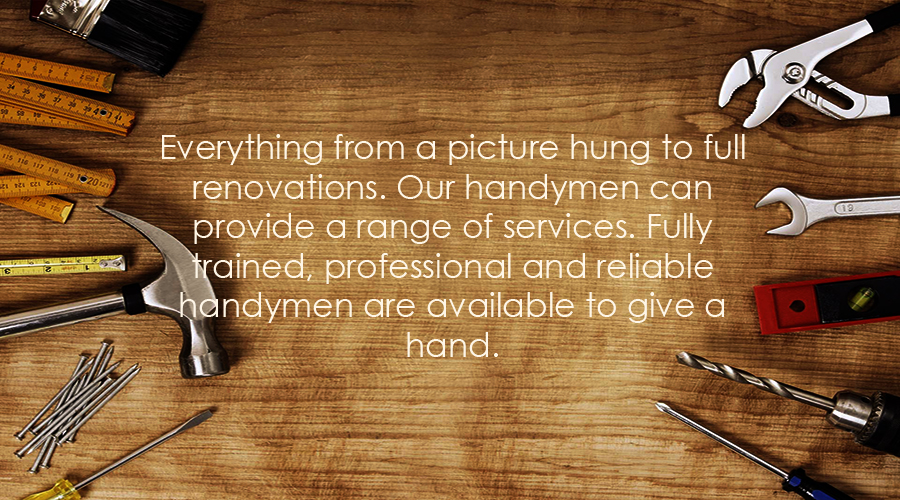 Everything from a picture hung to full
renovations. Our handymen can
provide a range of services. Fully
trained, professional and reliable
handymen are available to give a
hand.